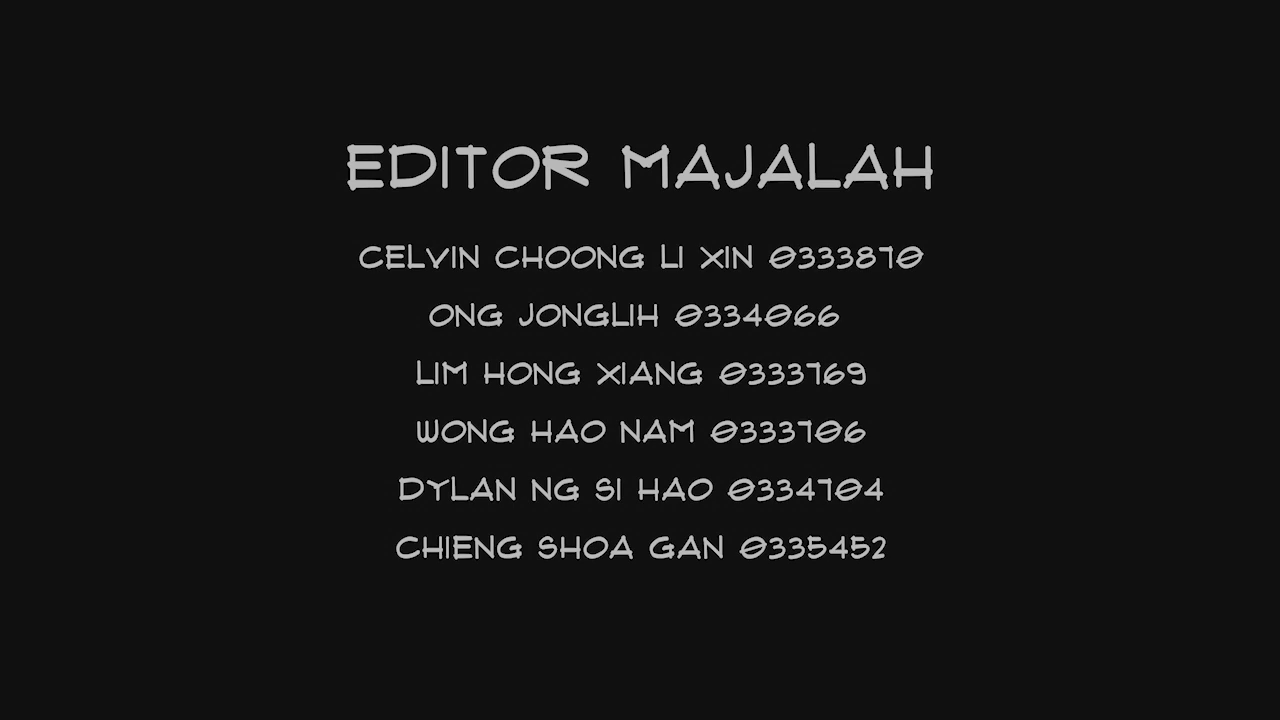 EDITOR MAJALAH
CELVIN CHOONG LI XIN 0333870
ONG JONGLIH 0334066
LIM HONG XIANG 0333769
WONG HAO NAM 0333706
DYLAN NG SI HAO 0334704
CHIENG SHOA GAN 0335452